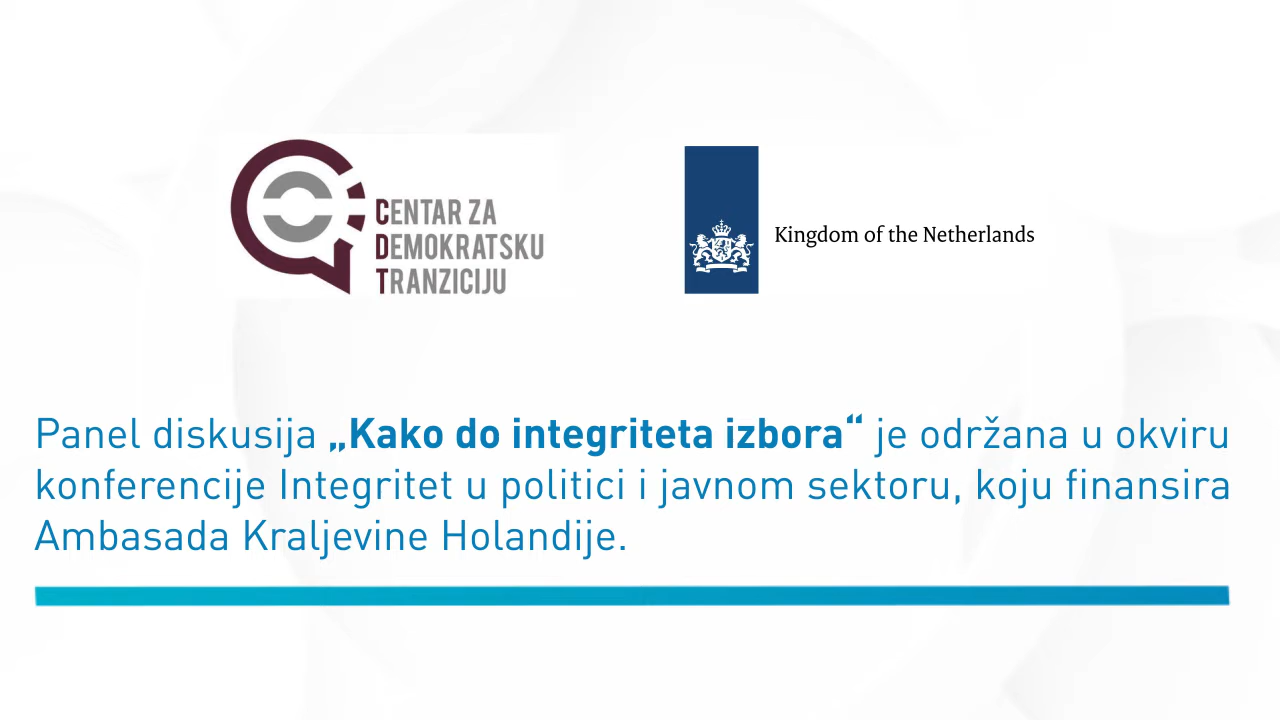 CENTAR ZA
DEMOKRATSKU
TRANZICIJU
Kingdom of the Netherlands
Panel diskusija „Kako do integriteta izbora“ je održana u okviru
konferencije Integritet u politici i javnom sektoru, koju finansira
Ambasada Kraljevine Holandije.